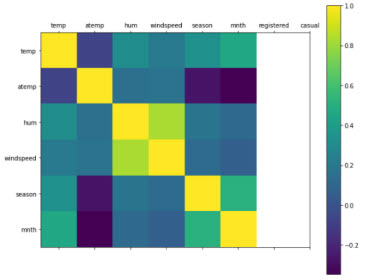 temp atemp hum windspeed season mnth registered casual
temp
atemp
hum
windspeed
season
mnth
1.0
0.8
0.6
0.4
0.2
0.0
−0.2